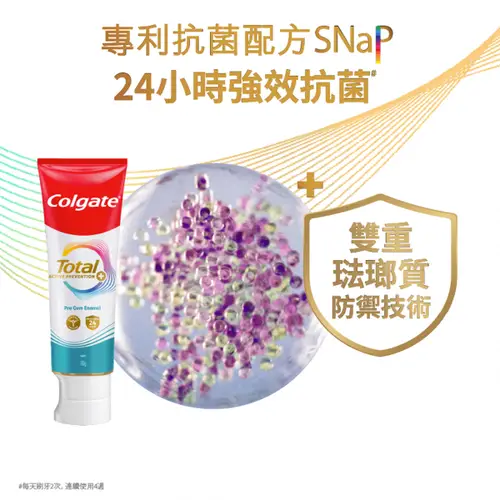 專利抗菌配方SNaP
24小時強效抗菌#
Colgate
Total
ACTIVE PREVENTION +
Pro Care Enamel
雙重
琺瑯質
防禦技術
#每天刷牙2次, 連續使用4週